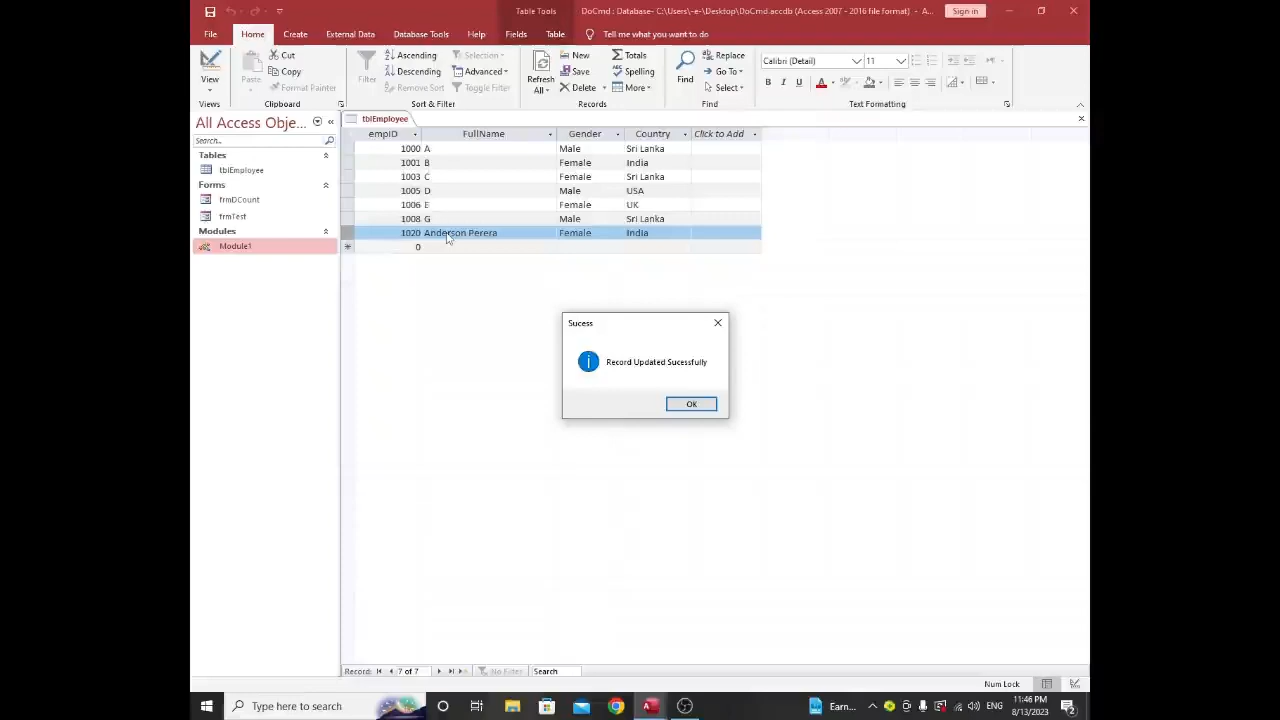 Table Tools
DoCmd : Database- C:\Users\-e-\Desktop\DoCmd.accdb (Access 2007 - 2016 file format) - A...
Sign in
File Home Create External Data Database Tools Help Fields Table Tell me what you want to do
View
Views
Paste
Cut
Copy
Format Painter
Clipboard
Filter
Ascending
Descending
Remove Sort
Selection
Advanced
Toggle Filter
Sort & Filter
Refresh
All
New
Save
Delete
Totals
Spelling
More
Records
Find
Replace
Go To
Select
Find
Calibri (Detail) 11
B I U A
Text Formatting
All Access Obje...
Search...
Tables
tblEmployee
Forms
frmDCount
frmTest
Modules
Module1
tblEmployee
empID FullName Gender Country Click to Add
1000 A Male Sri Lanka
1001 B Female India
1003 C Female Sri Lanka
1005 D Male USA
1006 E Female UK
1008 G Male Sri Lanka
1020 Anderson Perera Female India
0
Sucess
Record Updated Sucessfully
OK
Record: 7 of 7 No Filter Search
Num Lock
Type here to search
Earn...
ENG
11:46 PM
8/13/2023
2